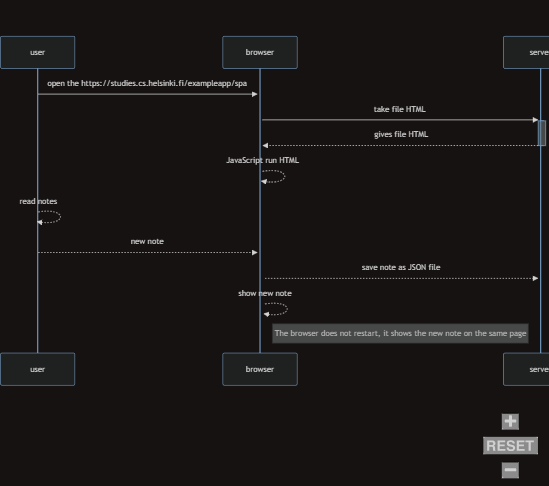 user browser serve
open the https://studies.cs.helsinki.fi/exampleapp/spa
take file HTML
gives file HTML
JavaScript run HTML
read notes
new note
save note as JSON file
show new note
The browser does not restart, it shows the new note on the same page
user browser serve
+
RESET
−